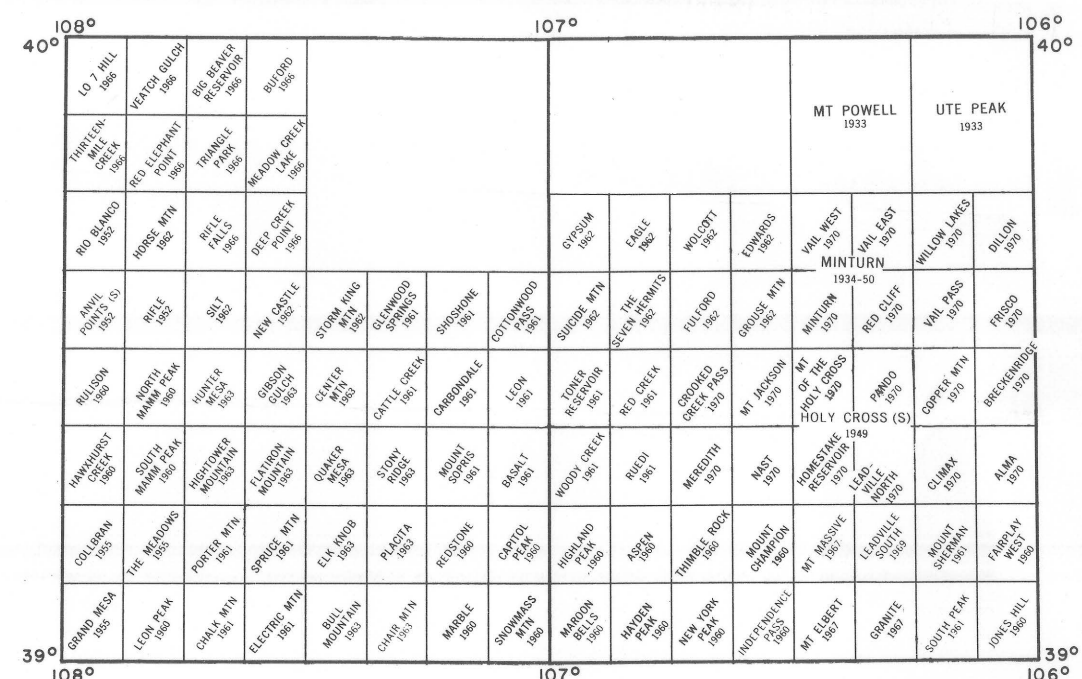 108°
107°
106°
40°
40°
LO 7 HILL
1966
VEATCH GULCH
1966
BIG BEAVER
RESERVOIR
1966
BUFORD
1966
MT POWELL
1933
UTE PEAK
1933
THIRTEEN-
MILE
CREEK
1966
RED ELEPHANT
POINT
1966
TRIANGLE
PARK
1966
MEADOW CREEK
LAKE
1966
RIO BLANCO
1952
HORSE MTN
1962
RIFLE
FALLS
1966
DEEP CREEK
POINT
1966
GYPSUM
1962
EAGLE
1962
WOLCOTT
1962
EDWARDS
1962
VAIL WEST
1970
VAIL EAST
1970
WILLOW LAKES
1970
DILLON
1970
MINTURN
1934-50
ANVIL
POINTS (S)
1952
RIFLE
1952
SILT
1962
NEW CASTLE
1962
STORM KING
MTN
1962
GLENWOOD
SPRINGS
1961
SHOSHONE
1961
COTTONWOOD
PASS
1961
SUICIDE MTN
1962
THE
SEVEN HERMITS
1962
FULFORD
1962
GROUSE MTN
1962
MINTURN
1970
RED CLIFF
1970
VAIL PASS
1970
FRISCO
1970
RULISON
1960
NORTH
MAMM PEAK
1960
HUNTER
MESA
1963
GIBSON
GULCH
1963
CENTER
MTN
1963
CATTLE CREEK
1961
CARBONDALE
1961
LEON
1961
TONER
RESERVOIR
1961
RED CREEK
1961
CROOKED
CREEK PASS
1970
MT JACKSON
1970
MT
OF THE
HOLY CROSS
1970
PANDO
1970
COPPER MTN
1970
BRECKENRIDGE
1970
HOLY CROSS (S)
1949
HAWXHURST
CREEK
1960
SOUTH
MAMM PEAK
1960
HIGHTOWER
MOUNTAIN
1963
FLATIRON
MOUNTAIN
1963
QUAKER
MESA
1963
STONY
RIDGE
1963
MOUNT
SOPRIS
1961
BASALT
1961
WOODY CREEK
1961
RUEDI
1961
MEREDITH
1970
NAST
1970
HOMESTAKE
RESERVOIR
1970
LEAD-
VILLE
NORTH
1970
CLIMAX
1970
ALMA
1970
COLLBRAN
1955
THE MEADOWS
1955
PORTER MTN
1961
SPRUCE MTN
1961
ELK KNOB
1963
PLACITA
1963
REDSTONE
1960
CAPITOL
PEAK
1960
HIGHLAND
PEAK
1960
ASPEN
1960
THIMBLE ROCK
1960
MOUNT
CHAMPION
1960
MT MASSIVE
1967
LEADVILLE
SOUTH
1969
MOUNT
SHERMAN
1961
FAIRPLAY
WEST
1960
GRAND MESA
1955
LEON PEAK
1960
CHALK MTN
1961
ELECTRIC MTN
1961
BULL
MOUNTAIN
1963
CHAIR MTN
1963
MARBLE
1960
SNOWMASS
MTN
1960
MAROON
BELLS
1960
HAYDEN
PEAK
1960
NEW YORK
PEAK
1960
INDEPENDENCE
PASS
1960
MT ELBERT
1967
GRANITE
1967
SOUTH PEAK
1961
JONES HILL
1960
39°
39°
108°
107°
106°